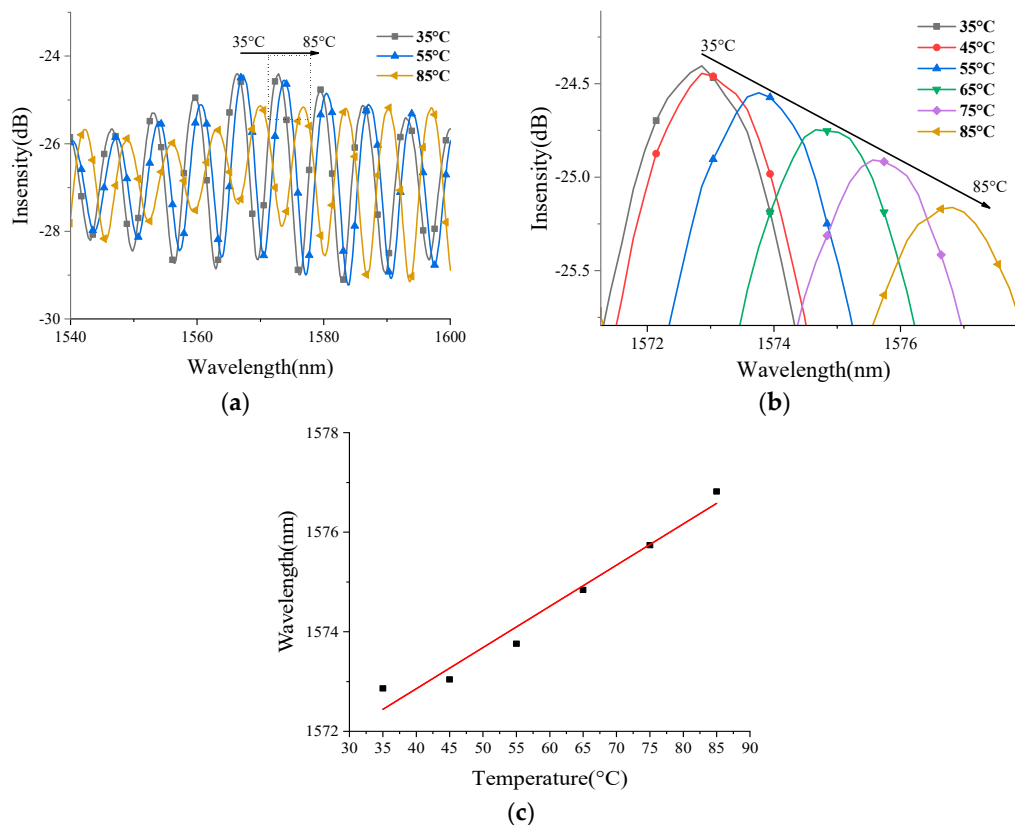 35°C
85°C
35°C
55°C
85°C
-24
-26
-28
-30
Insensity(dB)
1540
1550
1560
1570
1580
1590
1600
Wavelength(nm)
(a)
35°C
45°C
55°C
65°C
75°C
85°C
35°C
85°C
-24.5
-25.0
-25.5
Insensity(dB)
1572
1574
1576
Wavelength(nm)
(b)
1578
1576
1574
1572
Wavelength(nm)
30 35 40 45 50 55 60 65 70 75 80 85 90
Temperature(°C)
(c)